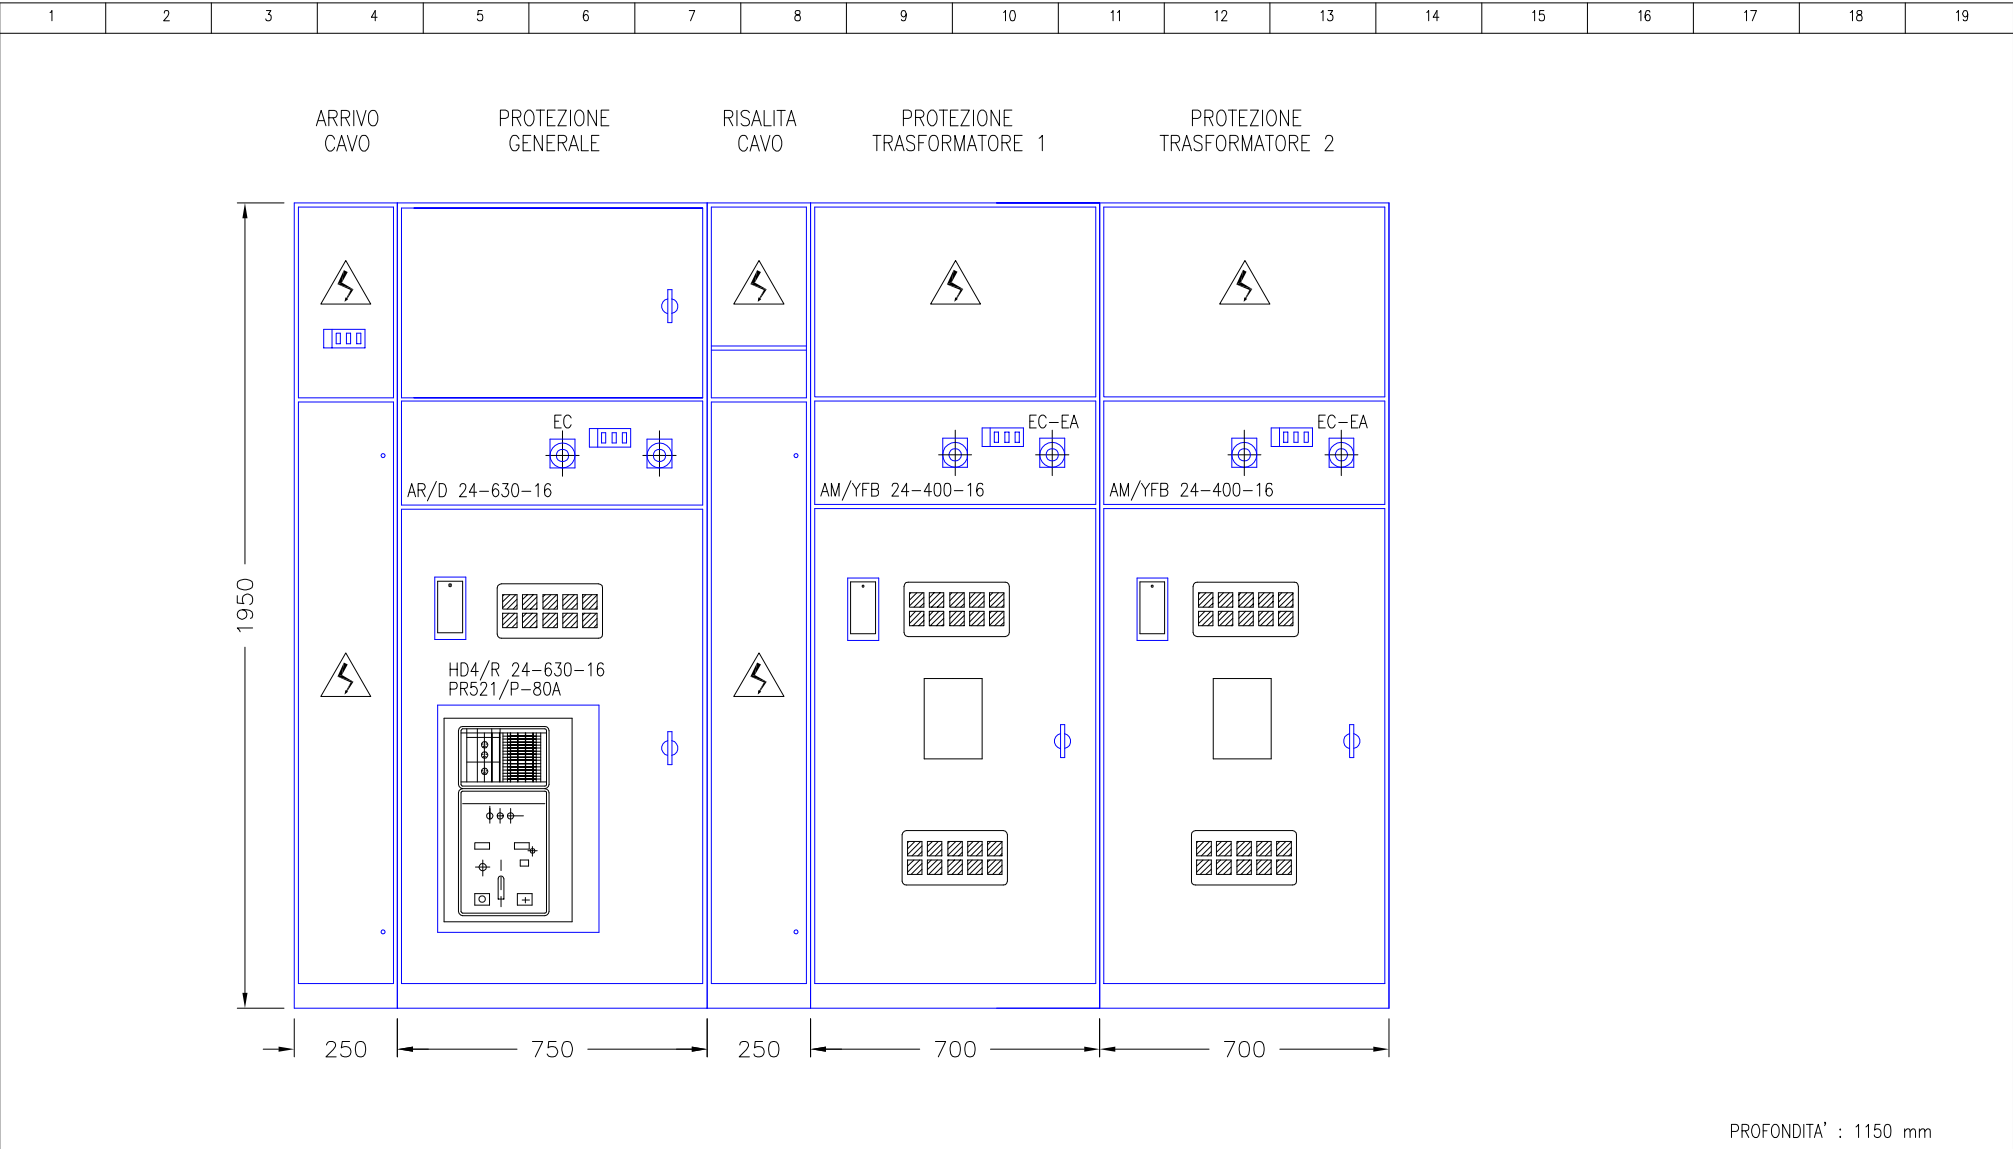 1 2 3 4 5 6 7 8 9 10 11 12 13 14 15 16 17 18 19
ARRIVO
CAVO
PROTEZIONE
GENERALE
RISALITA
CAVO
PROTEZIONE
TRASFORMATORE 1
PROTEZIONE
TRASFORMATORE 2
EC
AR/D 24-630-16
EC-EA
AM/YFB 24-400-16
EC-EA
AM/YFB 24-400-16
1950
HD4/R 24-630-16
PR521/P-80A
250 750 250 700 700
PROFONDITA' : 1150 mm